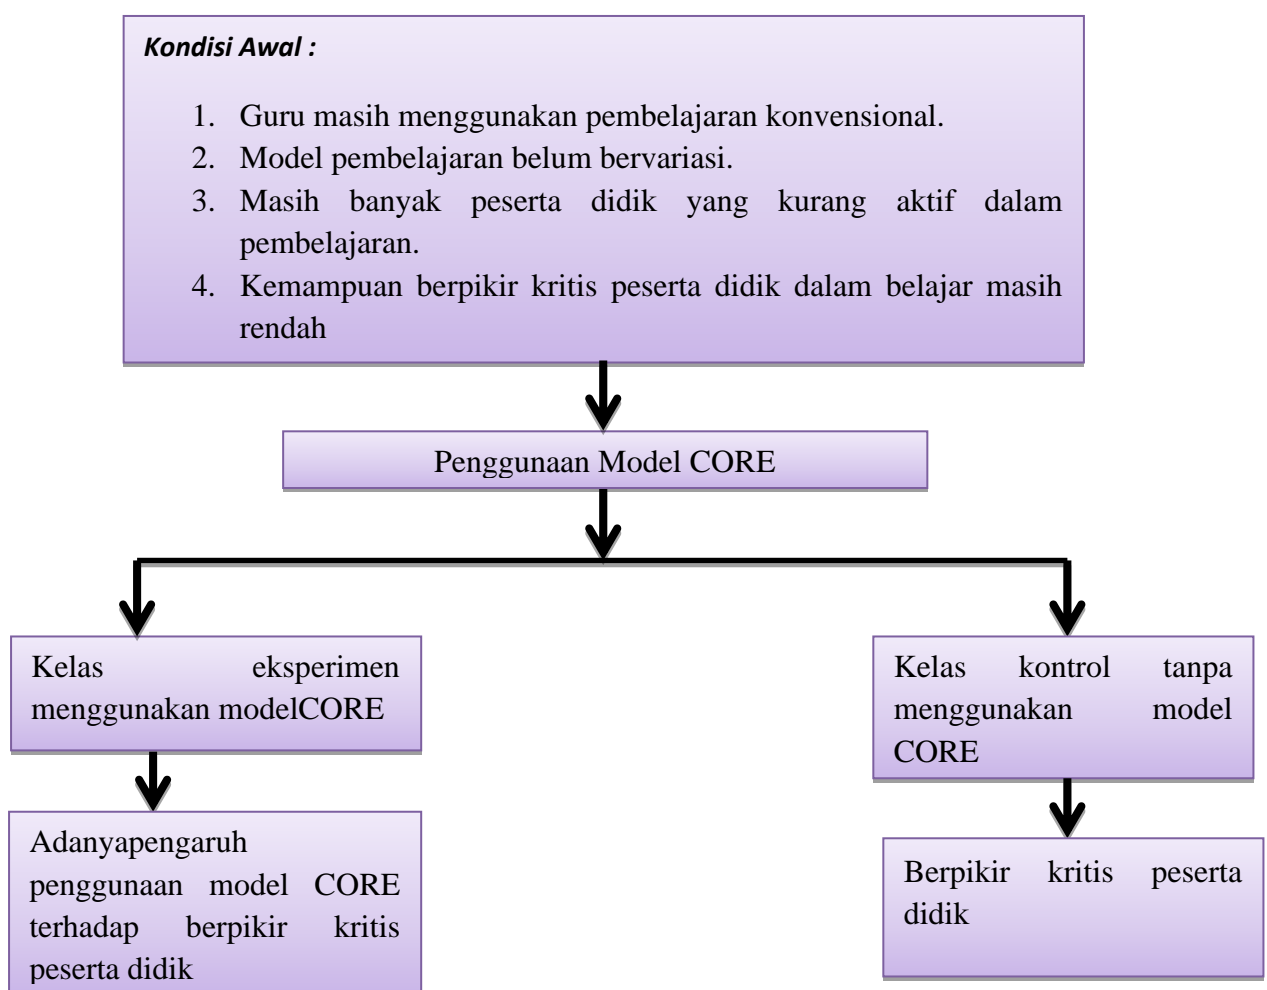 Kondisi Awal :
1. Guru masih menggunakan pembelajaran konvensional.
2. Model pembelajaran belum bervariasi.
3. Masih banyak peserta didik yang kurang aktif dalam
pembelajaran.
4. Kemampuan berpikir kritis peserta didik dalam belajar masih
rendah
Penggunaan Model CORE
Kelas eksperimen
menggunakan modelCORE
Kelas kontrol tanpa
menggunakan model
CORE
Adanyapengaruh
penggunaan model CORE
terhadap berpikir kritis
peserta didik
Berpikir kritis peserta
didik